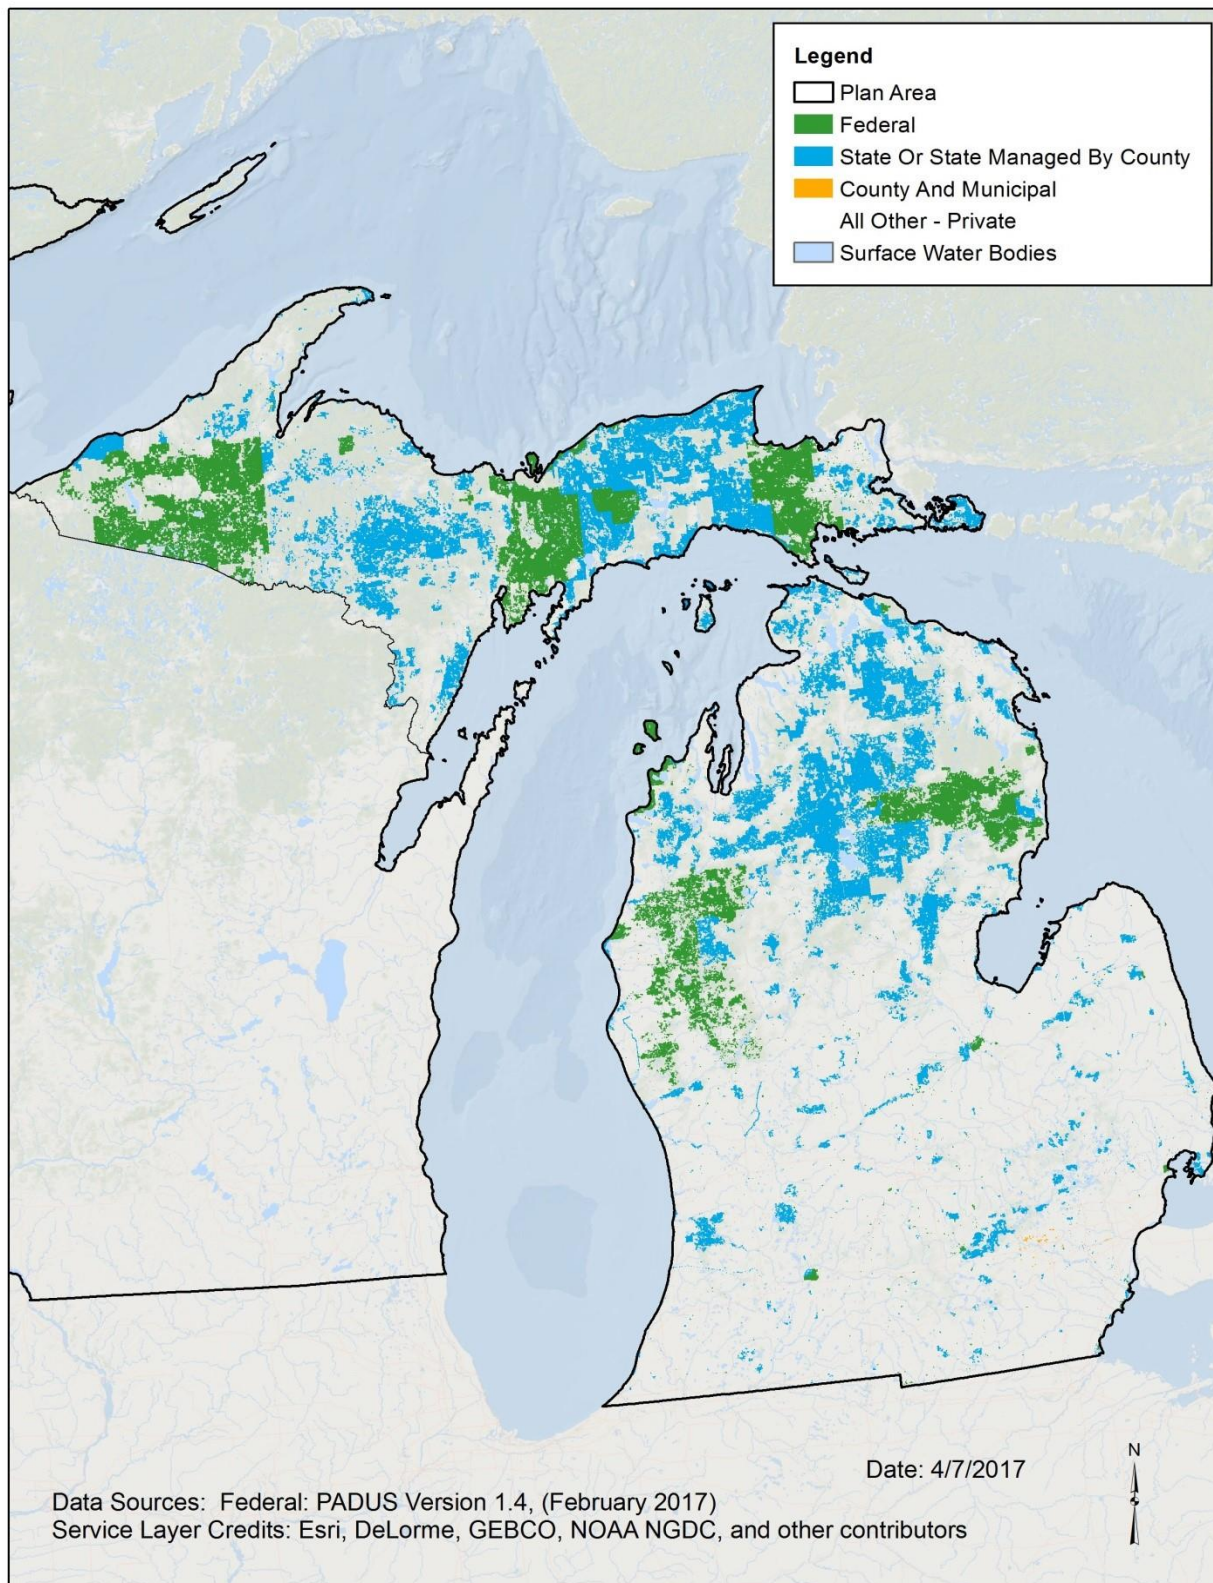 Legend
Plan Area
Federal
State Or State Managed By County
County And Municipal
All Other - Private
Surface Water Bodies
Date: 4/7/2017
N
Data Sources: Federal: PADUS Version 1.4, (February 2017)
Service Layer Credits: Esri, DeLorme, GEBCO, NOAA NGDC, and other contributors